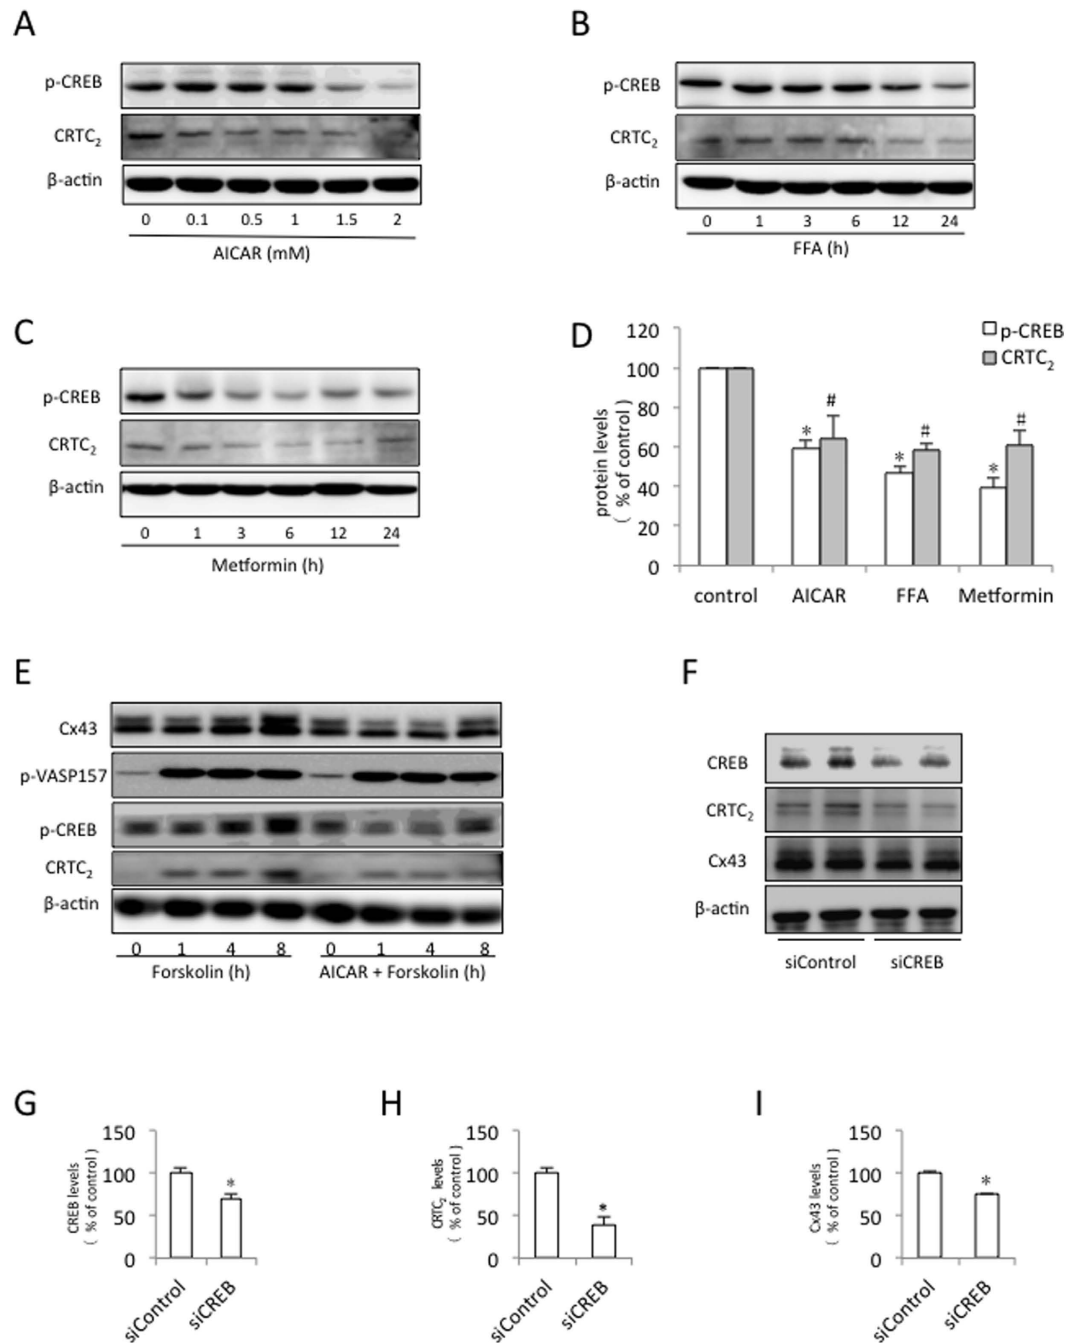 A
p-CREB
CRTC₂
β-actin
0 0.1 0.5 1 1.5 2
AICAR (mM)
B
p-CREB
CRTC₂
β-actin
0 1 3 6 12 24
FFA (h)
C
p-CREB
CRTC₂
β-actin
0 1 3 6 12 24
Metformin (h)
D
protein levels
( % of control )
120
100
80
60
40
20
0
p-CREB
CRTC₂
* # * # * #
control AICAR FFA Metformin
E
Cx43
p-VASP157
p-CREB
CRTC₂
β-actin
0 1 4 8 0 1 4 8
Forskolin (h) AICAR + Forskolin (h)
F
CREB
CRTC₂
Cx43
β-actin
siControl siCREB
G
CREB levels
( % of control )
150
100
50
0
*
siControl siCREB
H
CRTC₂ levels
( % of control )
150
100
50
0
*
siControl siCREB
I
Cx43 levels
( % of control )
150
100
50
0
*
siControl siCREB